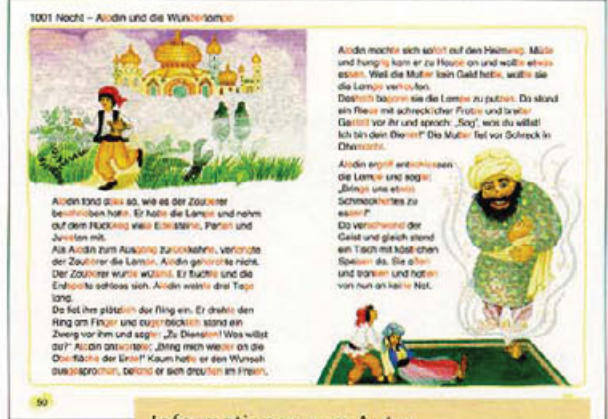 1001 Nacht – Aladin und die Wunderlampe
Aladin fand alles so, wie es der Zauberer
beschrieben hatte. Er holte die Lampe und nahm
auf dem Rückweg viele Edelsteine, Perlen und
Juwelen mit.
Als Aladin zum Ausgang zurückkehrte, verlangte
der Zauberer die Lampe. Aladin gehorchte nicht.
Der Zauberer wurde wütend. Er fluchte und die
Erdspalte schloss sich. Aladin weinte drei Tage
lang.
Da fiel ihm plötzlich der Ring ein. Er drehte den
Ring am Finger und augenblicklich stand ein
Zwerg vor ihm und sagte: „Zu Diensten! Was willst
du?" Aladin antwortete: „Bring mich wieder an die
Oberfläche der Erde!" Kaum hatte er den Wunsch
ausgesprochen, befand er sich draußen im Freien.
50
Aladin machte sich sofort auf den Heimweg. Müde
und hungrig kam er zu Hause an und wollte etwas
essen. Weil die Mutter kein Geld hatte, wollte sie
die Lampe verkaufen.
Deshalb begann sie die Lampe zu putzen. Da stand
ein Riese mit schrecklicher Fratze und breiter
Gestalt vor ihr und sprach: „Sag', was du willst!
Ich bin dein Diener!" Die Mutter fiel vor Schreck in
Ohnmacht.
Aladin ergriff entschlossen
die Lampe und sagte:
„Bringe uns etwas
Schmackhaftes zu
essen!"
Da verschwand der
Geist und gleich stand
ein Tisch mit köstlichen
Speisen da. Sie aßen
und tranken und hatten
von nun an keine Not.